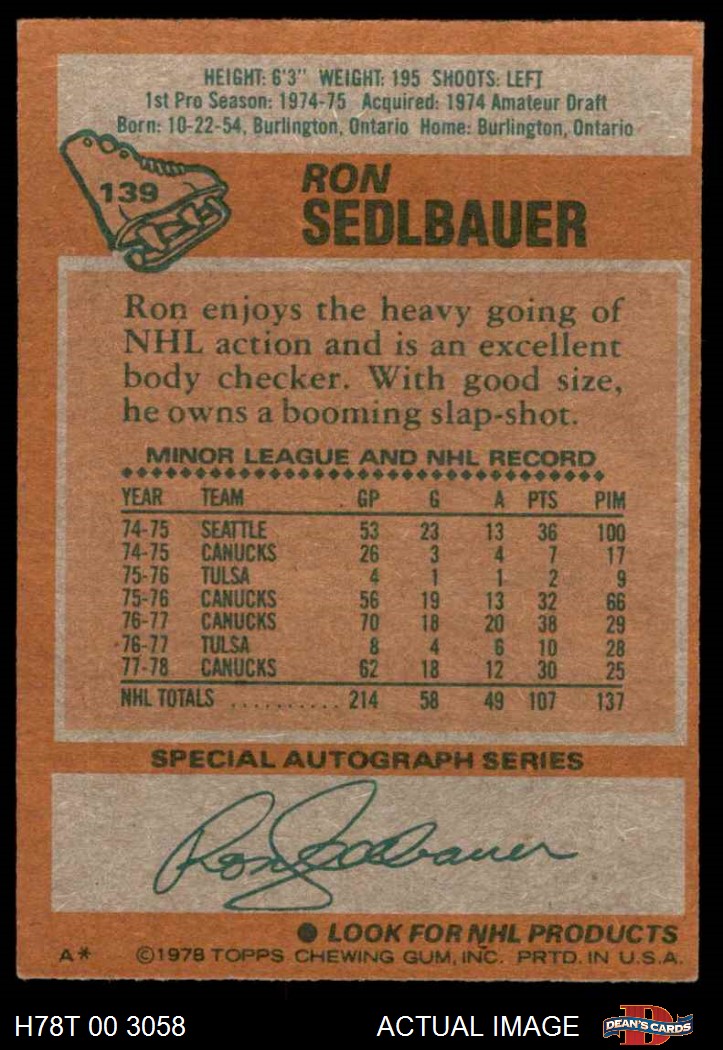 HEIGHT: 6'3" WEIGHT: 195 SHOOTS: LEFT
1st Pro Season: 1974-75 Acquired: 1974 Amateur Draft
Born: 10-22-54, Burlington, Ontario Home: Burlington, Ontario
139
RON
SEDLBAUER
Ron enjoys the heavy going of
NHL action and is an excellent
body checker. With good size,
he owns a booming slap-shot.
MINOR LEAGUE AND NHL RECORD
YEAR TEAM GP G A PTS PIM
74-75 SEATTLE 53 23 13 36 100
74-75 CANUCKS 26 3 4 7 17
75-76 TULSA 4 1 1 2 9
75-76 CANUCKS 56 19 13 32 66
76-77 CANUCKS 70 18 20 38 29
76-77 TULSA 8 4 6 10 28
77-78 CANUCKS 62 18 12 30 25
NHL TOTALS .......... 214 58 49 107 137
SPECIAL AUTOGRAPH SERIES
Ron Sedlbauer
● LOOK FOR NHL PRODUCTS
A* ©1978 TOPPS CHEWING GUM, INC. PRTD. IN U.S.A.
H78T 00 3058 ACTUAL IMAGE D DEAN'S CARDS